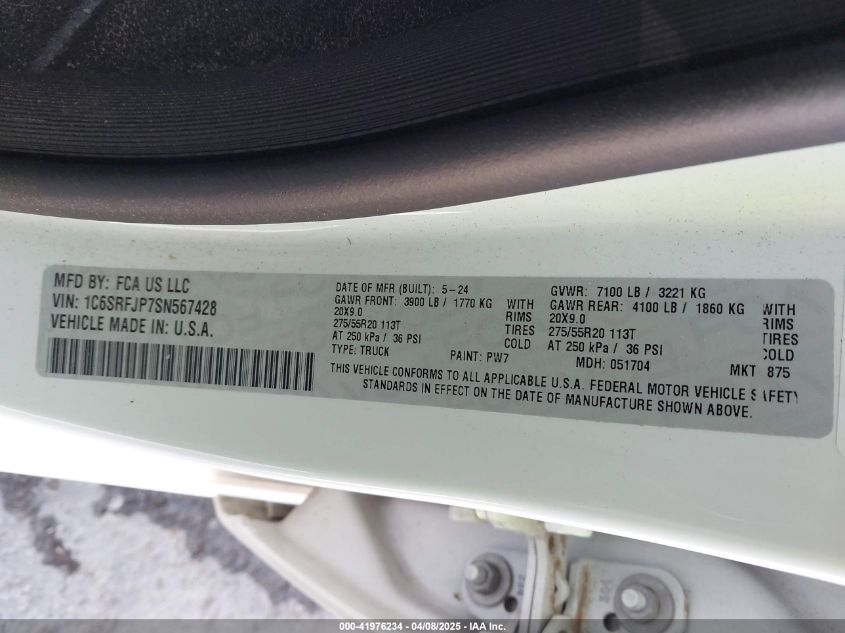 MFD BY: FCA US LLC
VIN: 1C6SRFJP7SN567428
VEHICLE MADE IN: U.S.A.
DATE OF MFR (BUILT): 5-24
GAWR FRONT: 3900 LB / 1770 KG WITH
20X9.0 RIMS
275/55R20 113T TIRES
AT 250 kPa / 36 PSI COLD
TYPE: TRUCK PAINT: PW7
GVWR: 7100 LB / 3221 KG
GAWR REAR: 4100 LB / 1860 KG WITH
20X9.0 RIMS
275/55R20 113T TIRES
AT 250 kPa / 36 PSI COLD
MDH: 051704 MKT 875
THIS VEHICLE CONFORMS TO ALL APPLICABLE U.S.A. FEDERAL MOTOR VEHICLE SAFETY
STANDARDS IN EFFECT ON THE DATE OF MANUFACTURE SHOWN ABOVE.
000-41976234 - 04/08/2025 - IAA Inc.